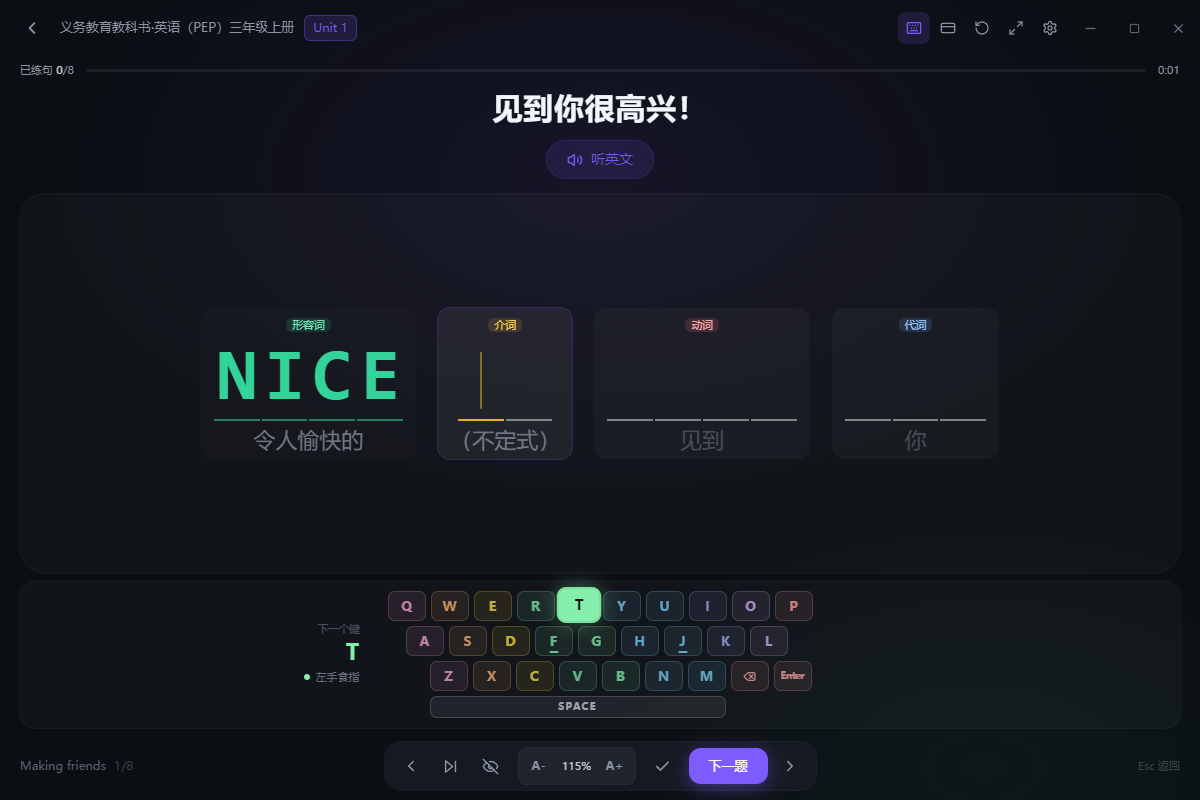 义务教育教科书·英语（PEP）三年级上册 Unit 1
已练句 0/8 0:01
见到你很高兴！
听英文
形容词 介词 动词 代词
NICE
令人愉快的 （不定式） 见到 你
Q W E R T Y U I O P
下一个键
A S D F G H J K L
T
左手食指
Z X C V B N M Enter
SPACE
Making friends 1/8 A- 115% A+ 下一题 Esc 返回